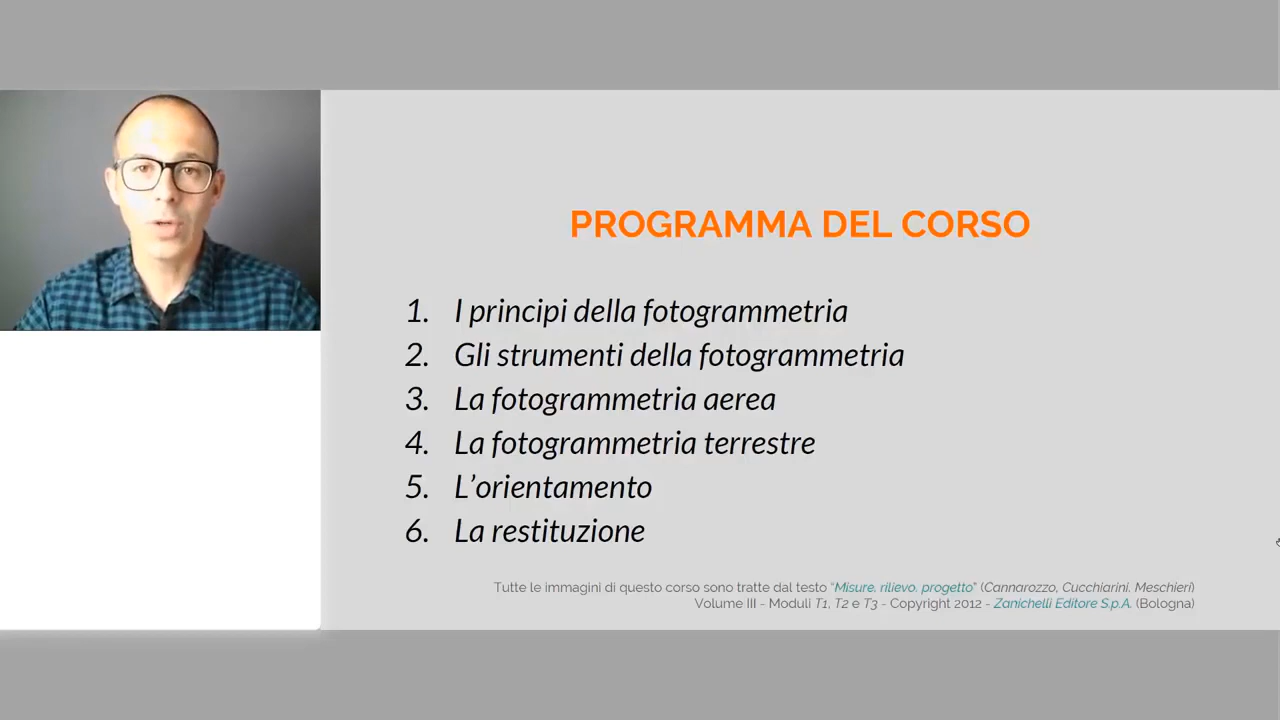 PROGRAMMA DEL CORSO
1. I principi della fotogrammetria
2. Gli strumenti della fotogrammetria
3. La fotogrammetria aerea
4. La fotogrammetria terrestre
5. L’orientamento
6. La restituzione
Tutte le immagini di questo corso sono tratte dal testo “Misure, rilievo, progetto” (Cannarozzo, Cucchiarini, Meschieri)
Volume III - Moduli T1, T2 e T3 - Copyright 2012 - Zanichelli Editore S.p.A. (Bologna)